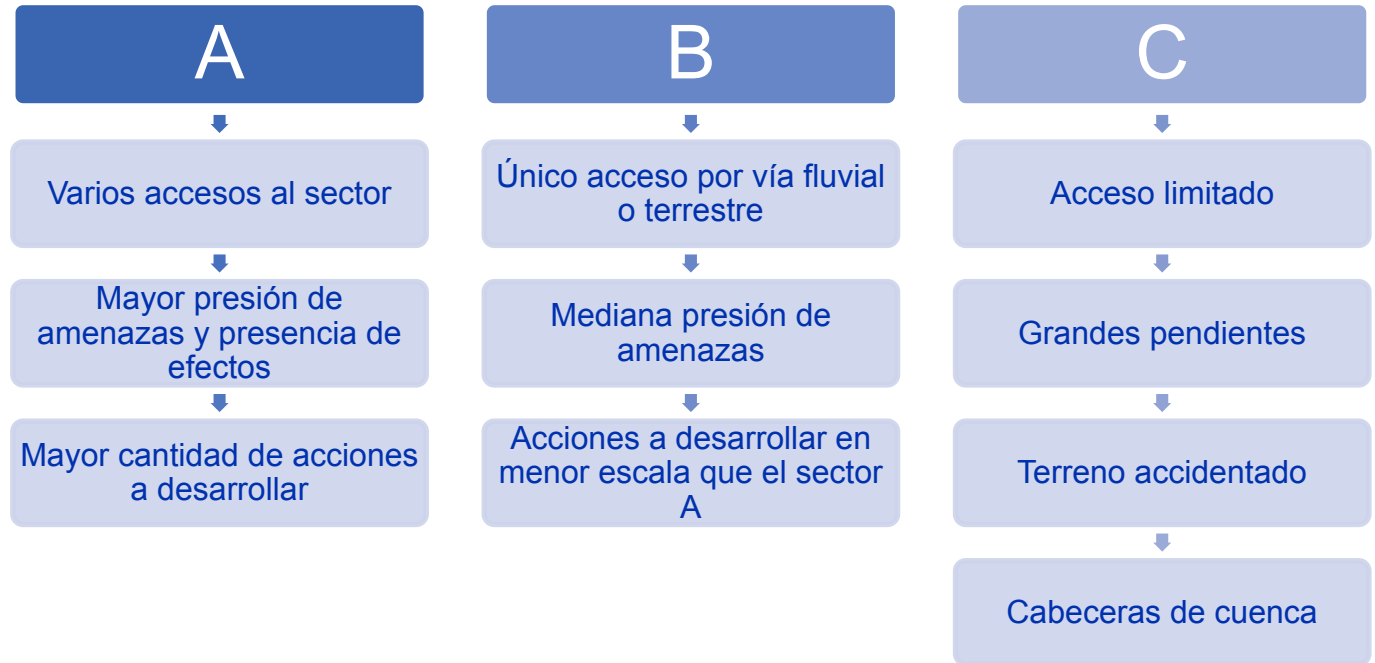 A
Varios accesos al sector
Mayor presión de
amenazas y presencia de
efectos
Mayor cantidad de acciones
a desarrollar
B
Único acceso por vía fluvial
o terrestre
Mediana presión de
amenazas
Acciones a desarrollar en
menor escala que el sector
A
C
Acceso limitado
Grandes pendientes
Terreno accidentado
Cabeceras de cuenca